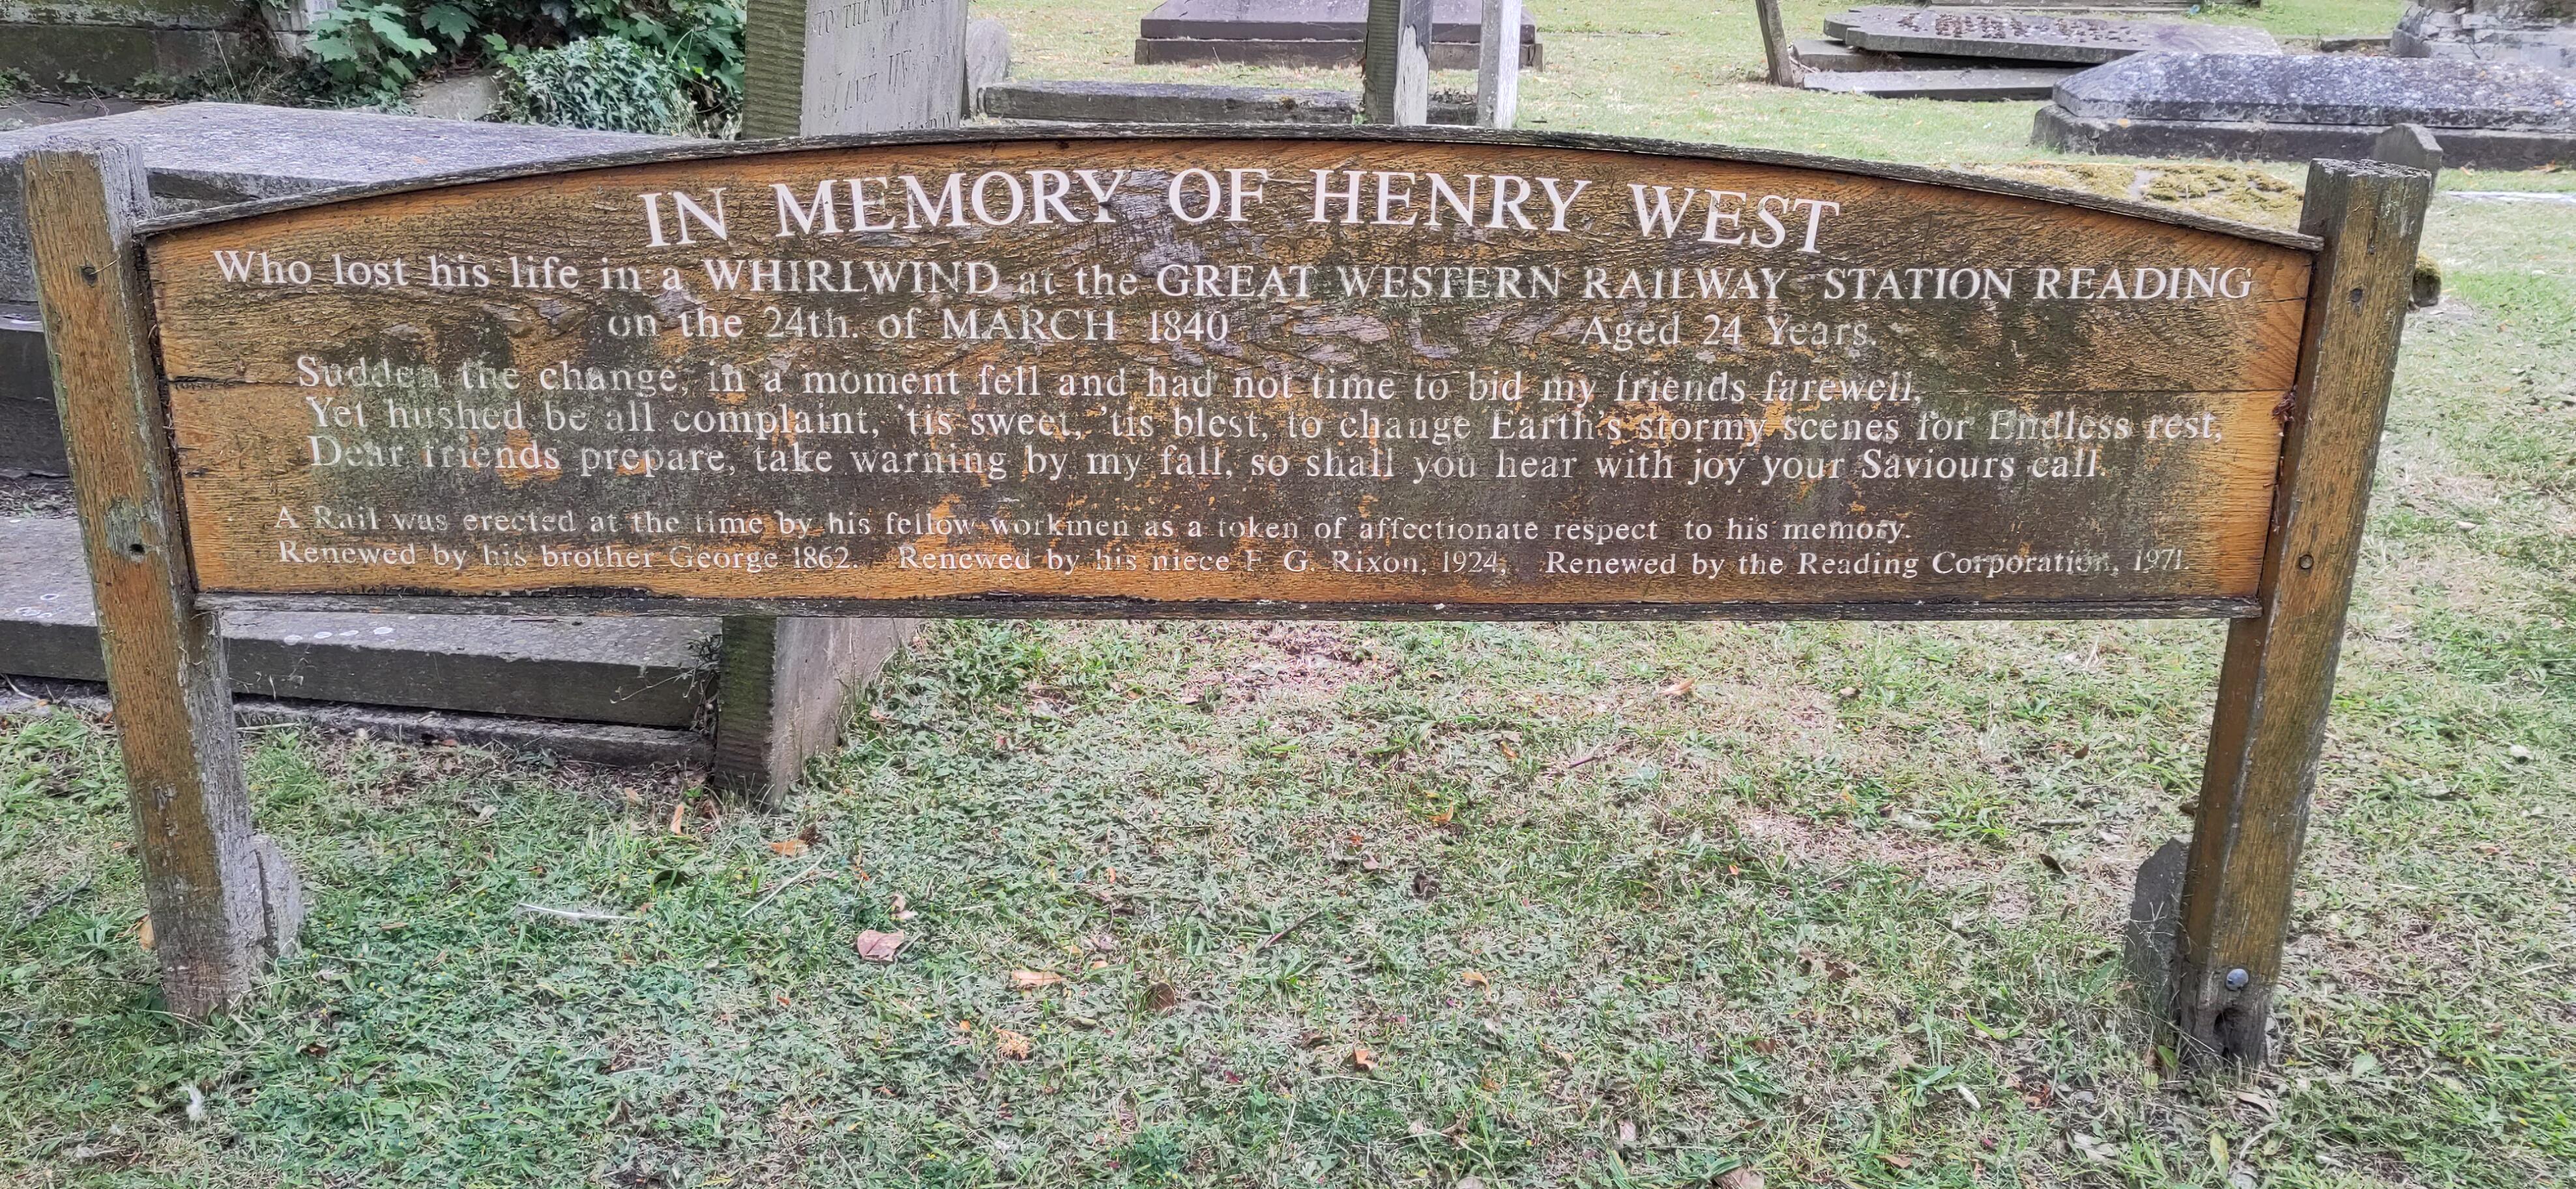 TO THE MEMORY
IN MEMORY OF HENRY WEST
Who lost his life in a WHIRLWIND at the GREAT WESTERN RAILWAY STATION READING
on the 24th. of MARCH 1840 Aged 24 Years.
Sudden the change, in a moment fell and had not time to bid my friends farewell,
Yet hushed be all complaint, 'tis sweet, 'tis blest, to change Earth's stormy scenes for Endless rest,
Dear friends prepare, take warning by my fall, so shall you hear with joy your Saviours call.
A Rail was erected at the time by his fellow workmen as a token of affectionate respect to his memory.
Renewed by his brother George 1862. Renewed by his niece F. G. Rixon, 1924, Renewed by the Reading Corporation, 1971.